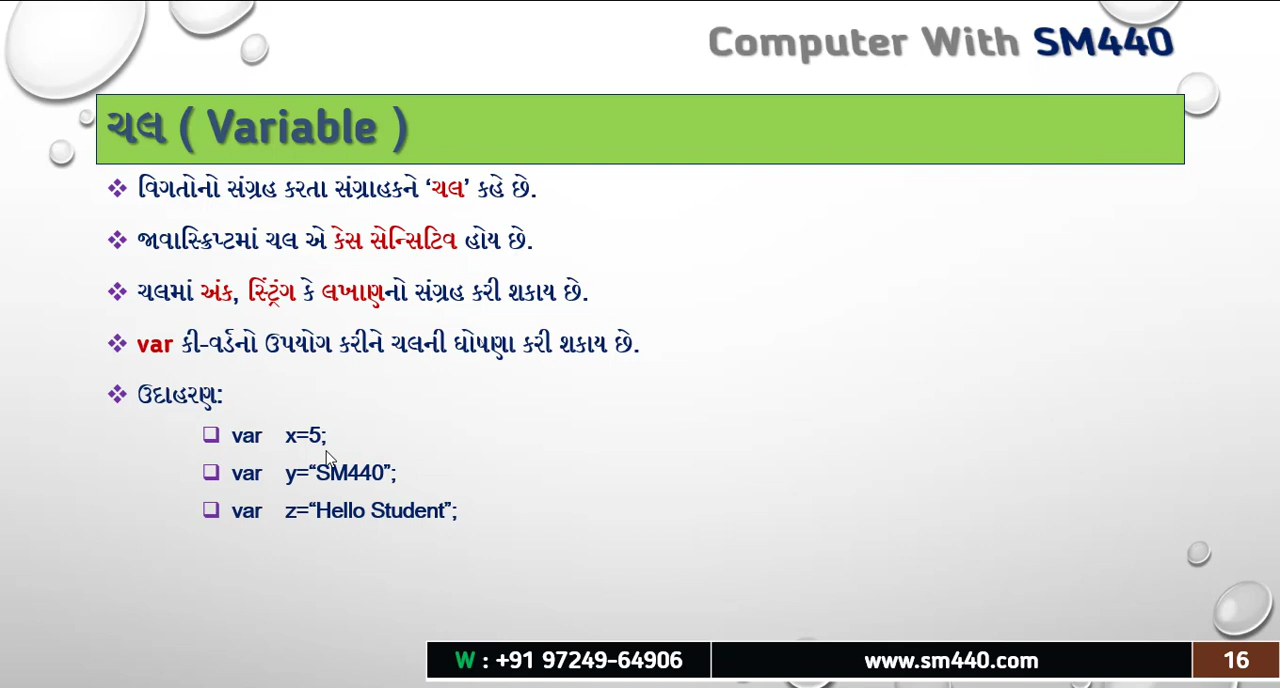 Computer With SM440
ચલ ( Variable )
❖ વિગતોનો સંગ્રહ કરતા સંગ્રાહકને ‘ચલ’ કહે છે.
❖ જાવાસ્ક્રિપ્ટમાં ચલ એ કેસ સેન્સિટિવ હોય છે.
❖ ચલમાં અંક, સ્ટ્રિંગ કે લખાણનો સંગ્રહ કરી શકાય છે.
❖ var કી-વર્ડનો ઉપયોગ કરીને ચલની ઘોષણા કરી શકાય છે.
❖ ઉદાહરણ:
❑ var x=5;
❑ var y=“SM440”;
❑ var z=“Hello Student”;
W : +91 97249-64906 www.sm440.com 16